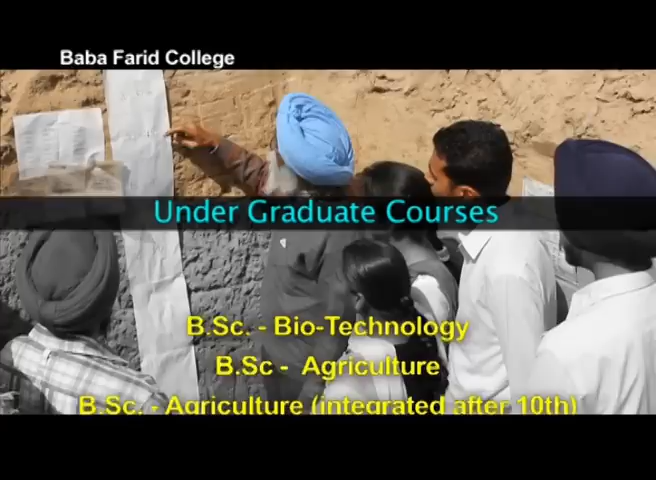 Baba Farid College
Under Graduate Courses
B.Sc. - Bio-Technology
B.Sc - Agriculture
B.Sc. - Agriculture (integrated after 10th)